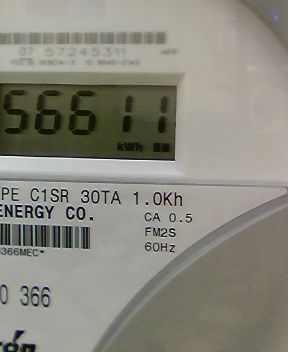 07 57245311 APP
56611
kWh
PE C1SR 30TA 1.0Kh
ENERGY CO. CA 0.5
FM2S
366MEC* 60Hz
0 366